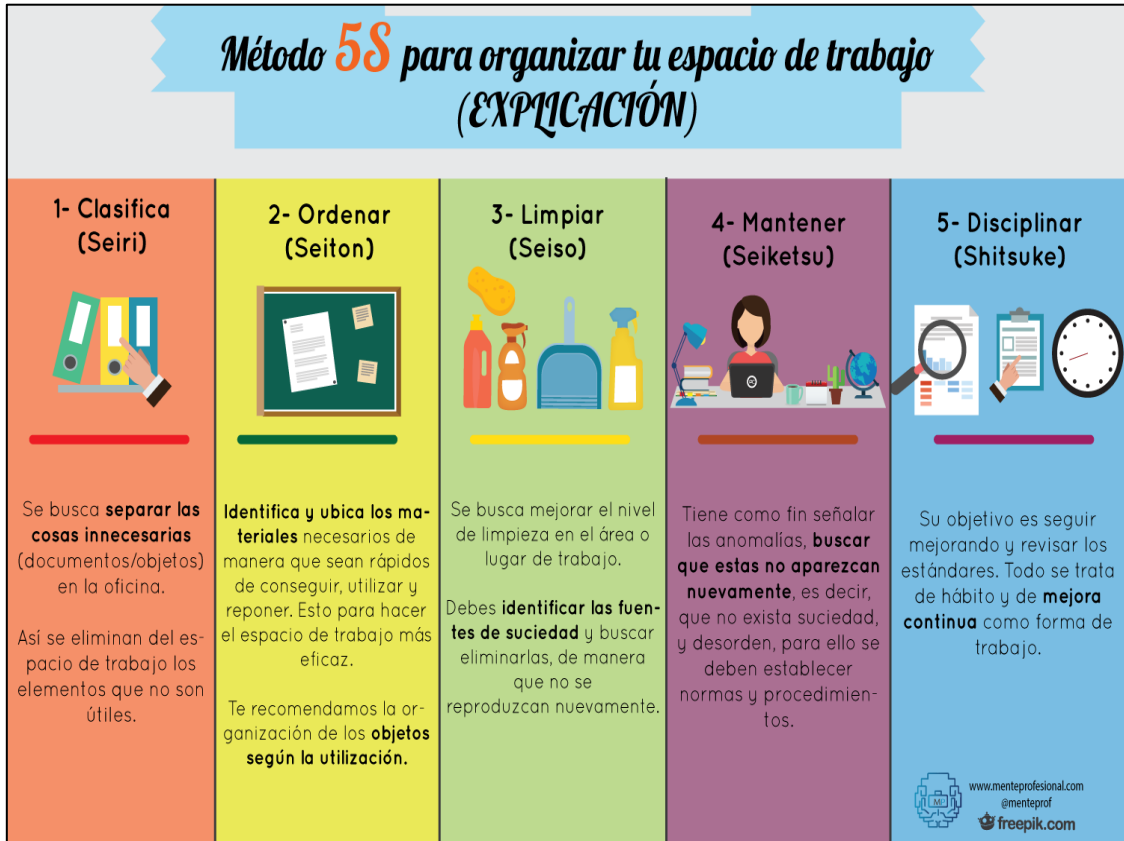 Método 5S para organizar tu espacio de trabajo
(EXPLICACIÓN)
1- Clasifica
(Seiri)
Se busca separar las
cosas innecesarias
(documentos/objetos)
en la oficina.
Así se eliminan del es-
pacio de trabajo los
elementos que no son
útiles.
2- Ordenar
(Seiton)
Identifica y ubica los ma-
teriales necesarios de
manera que sean rápidos
de conseguir, utilizar y
reponer. Esto para hacer
el espacio de trabajo más
eficaz.
Te recomendamos la or-
ganización de los objetos
según la utilización.
3- Limpiar
(Seiso)
Se busca mejorar el nivel
de limpieza en el área o
lugar de trabajo.
Debes identificar las fuen-
tes de suciedad y buscar
eliminarlas, de manera
que no se
reproduzcan nuevamente.
4- Mantener
(Seiketsu)
Tiene como fin señalar
las anomalías, buscar
que estas no aparezcan
nuevamente, es decir,
que no exista suciedad,
y desorden, para ello se
deben establecer
normas y procedimien-
tos.
5- Disciplinar
(Shitsuke)
Su objetivo es seguir
mejorando y revisar los
estándares. Todo se trata
de hábito y de mejora
continua como forma de
trabajo.
MP
www.menteprofesional.com
@menteprof
freepik.com